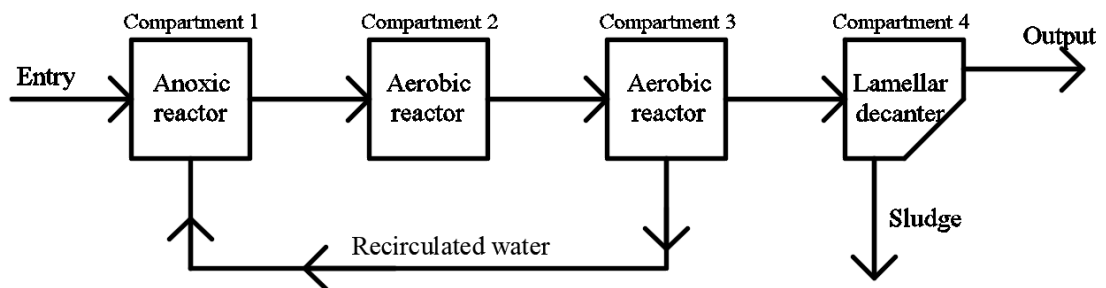 Compartment 1
Compartment 2
Compartment 3
Compartment 4
Output
Entry
Anoxic
reactor
Aerobic
reactor
Aerobic
reactor
Lamellar
decanter
Sludge
Recirculated water